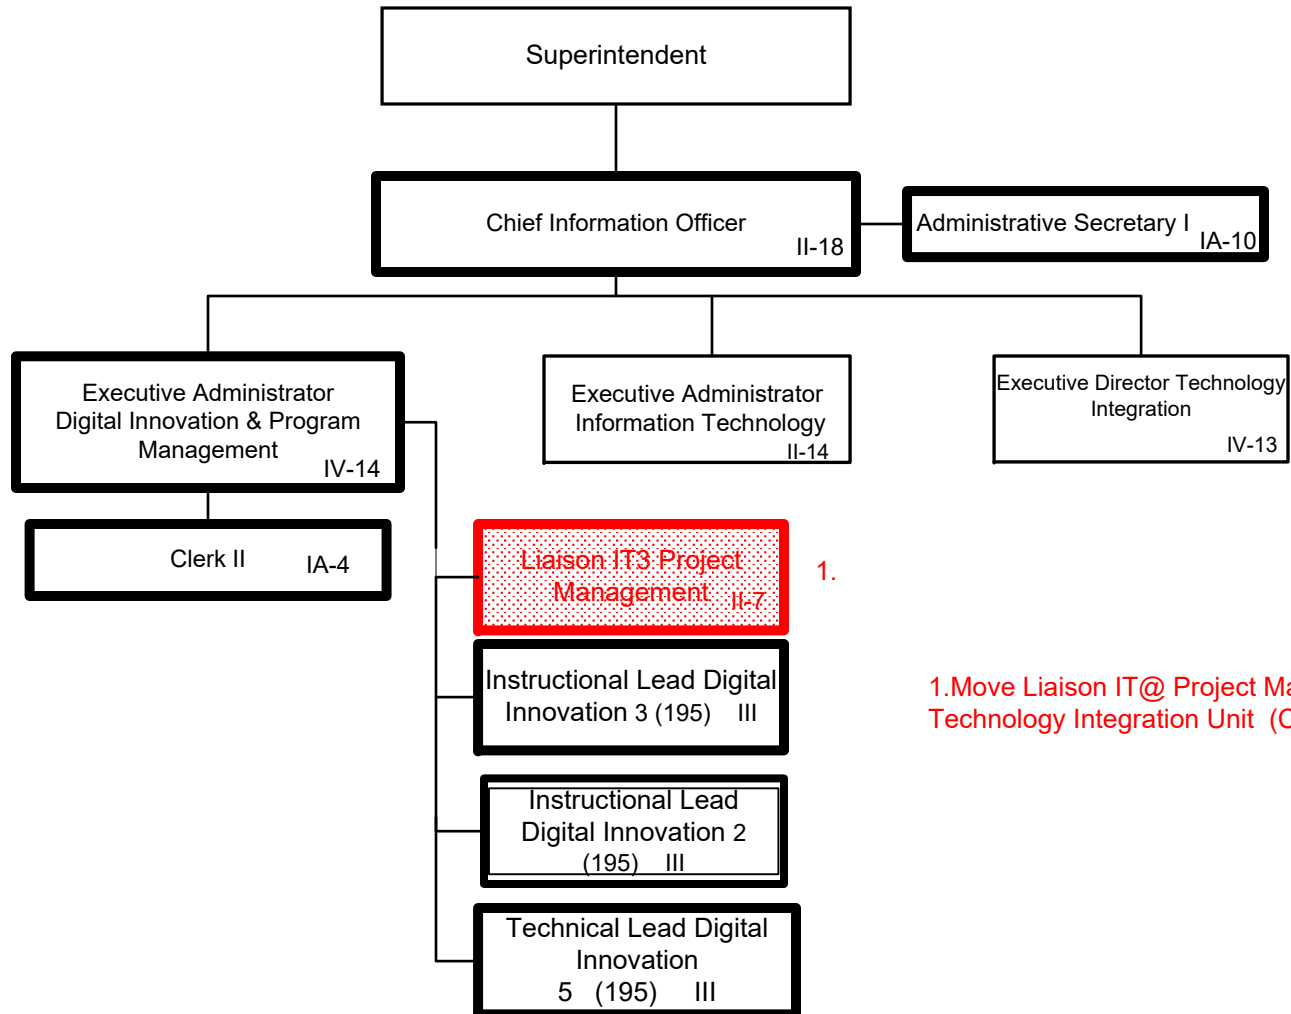 Superintendent
Chief Information Officer
II-18
Administrative Secretary I
IA-10
Executive Administrator
Digital Innovation & Program
Management
IV-14
Executive Administrator
Information Technology
II-14
Executive Director Technology
Integration
IV-13
Clerk II
IA-4
Liaison IT3 Project
Management
II-7
1.
Instructional Lead Digital
Innovation 3 (195) III
1.Move Liaison IT@ Project Ma
Technology Integration Unit (C
Instructional Lead
Digital Innovation 2
(195) III
Technical Lead Digital
Innovation
5 (195) III